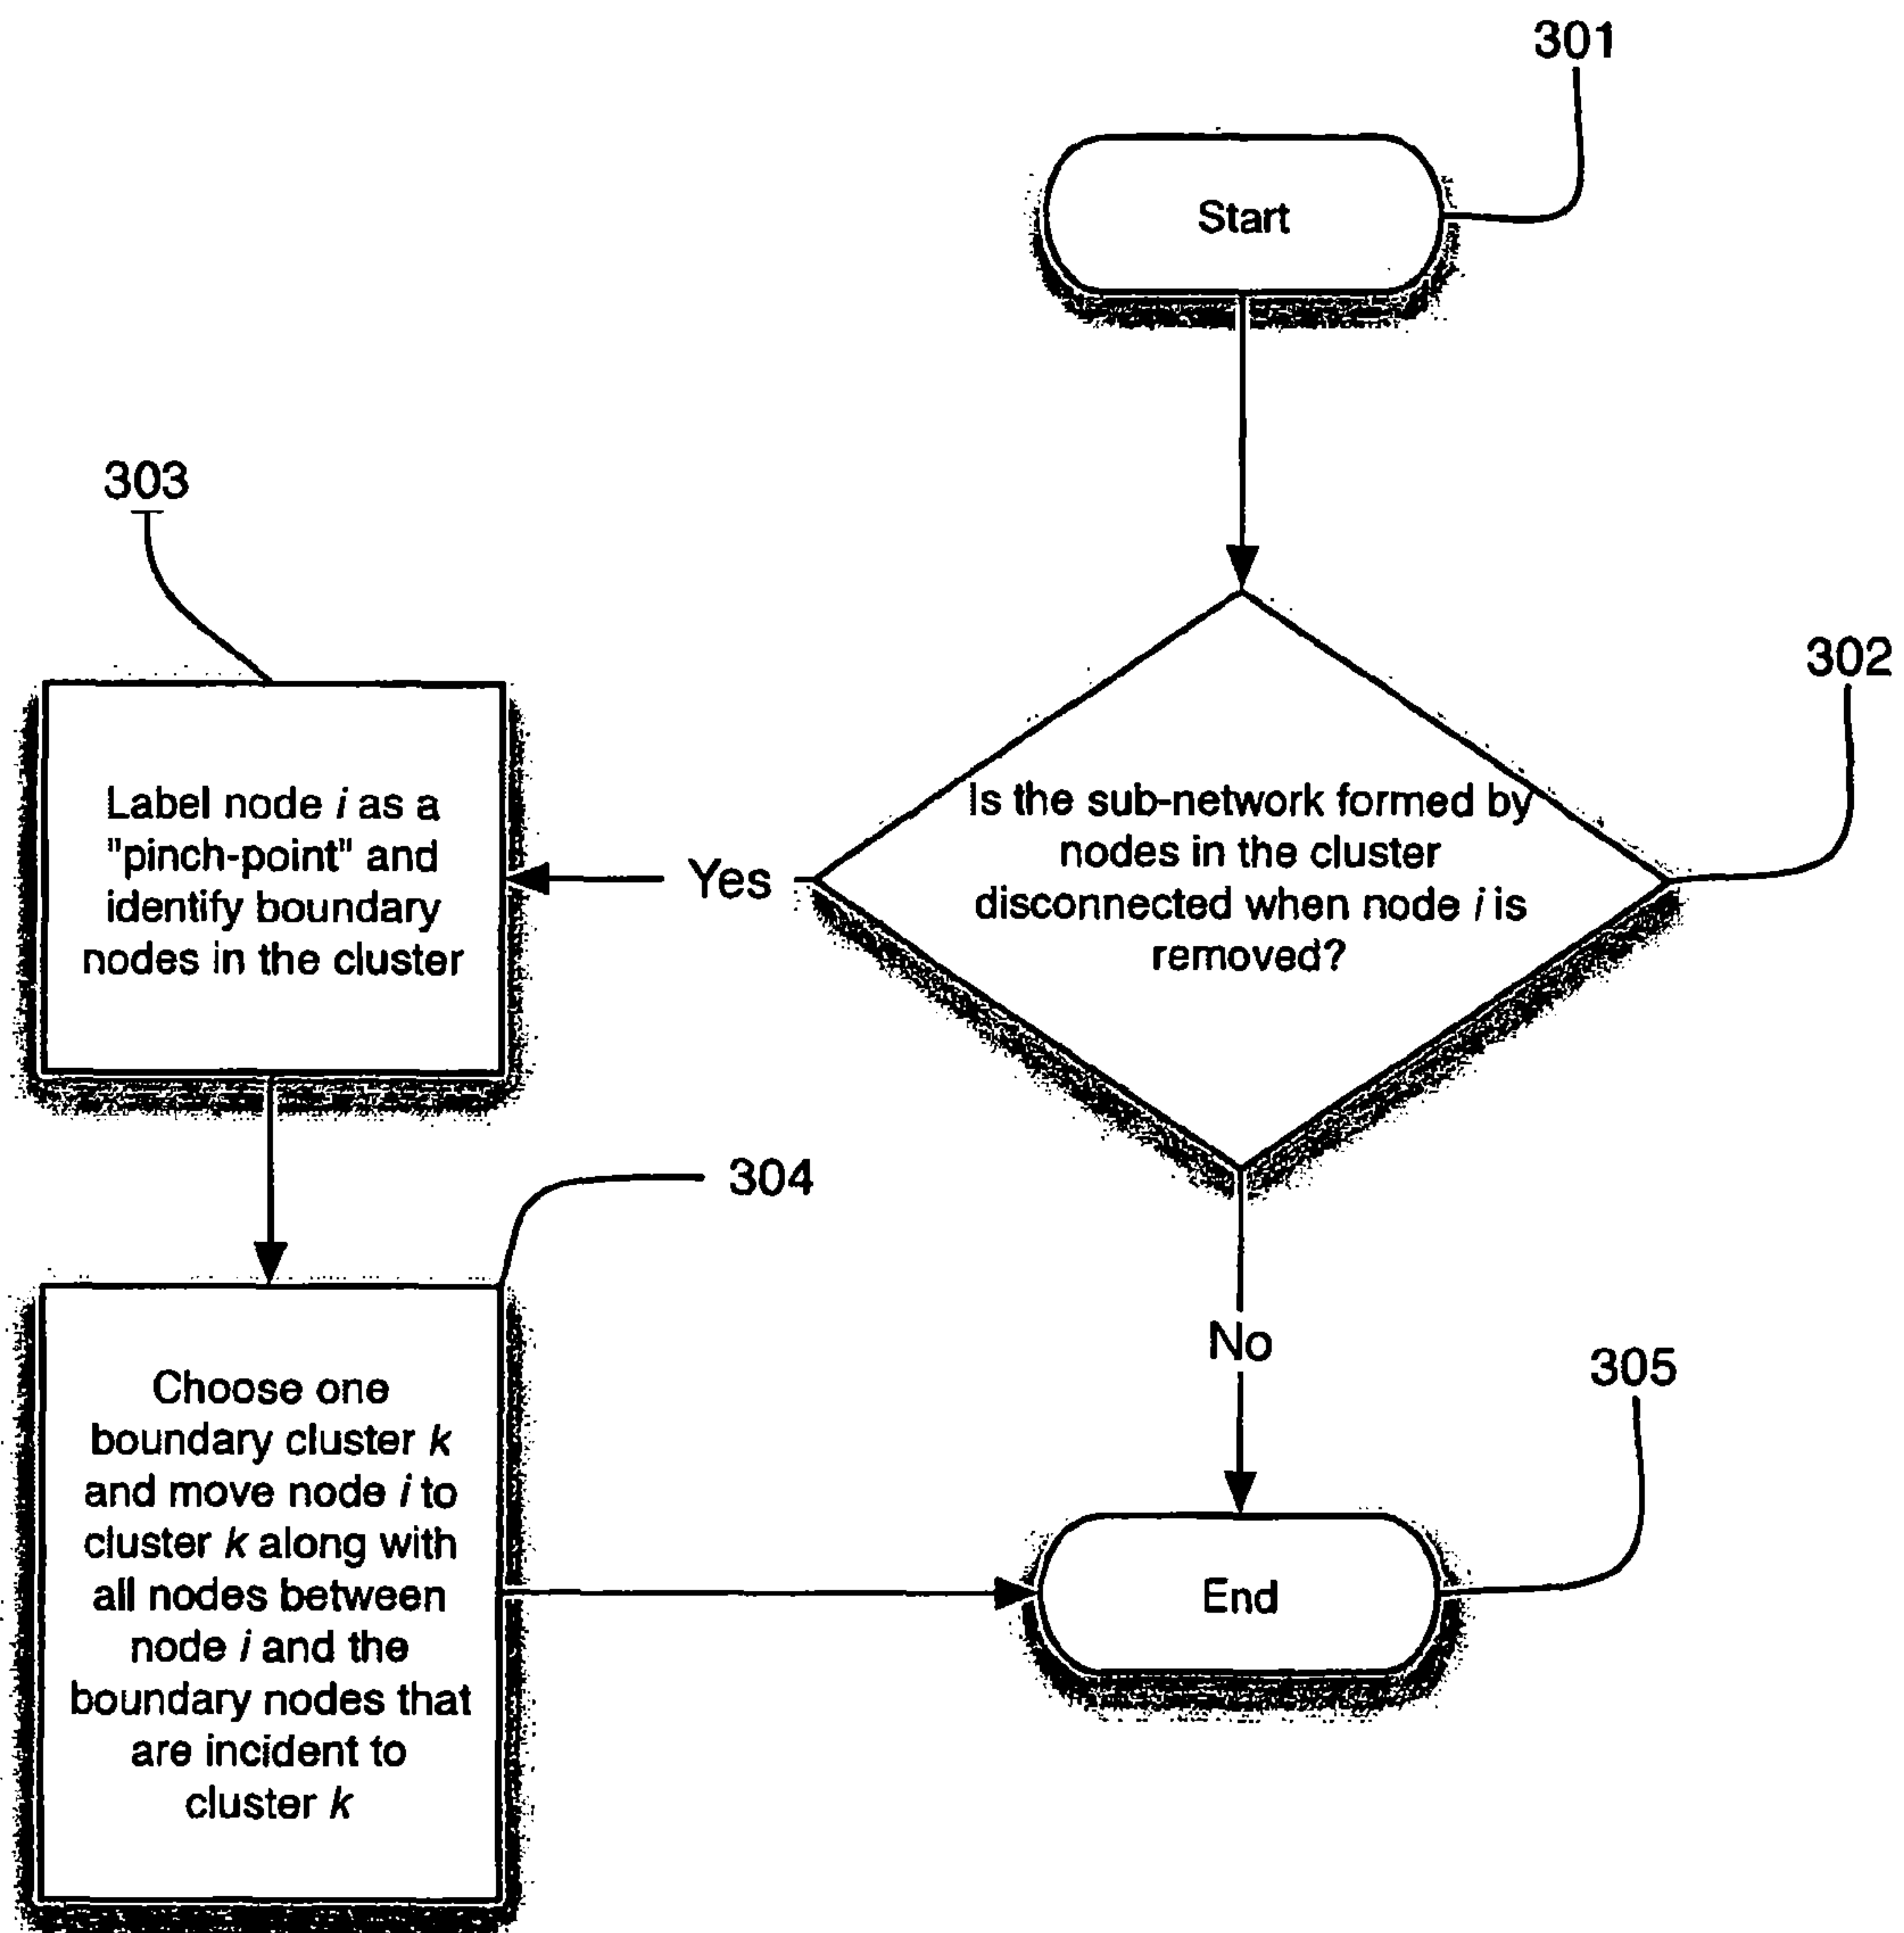 301
Start
303
302
Is the sub-network formed by
nodes in the cluster
disconnected when node i is
removed?
Yes
Label node i as a
"pinch-point" and
identify boundary
nodes in the cluster
304
Choose one
boundary cluster k
and move node i to
cluster k along with
all nodes between
node i and the
boundary nodes that
are incident to
cluster k
No
305
End